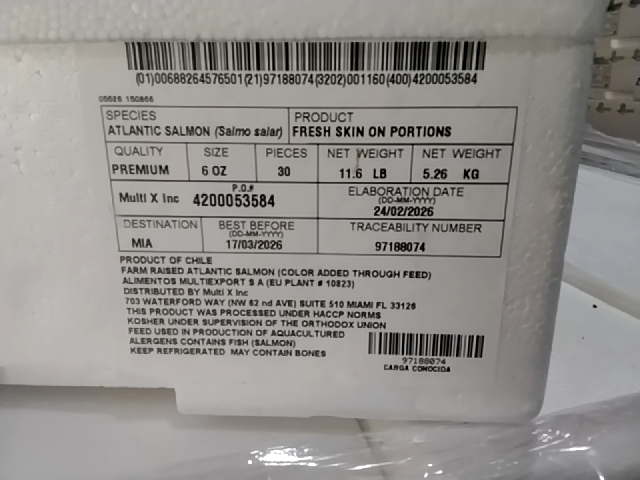 (01)00688264576501(21)97188074(3202)001160(400)4200053584
SPECIES
ATLANTIC SALMON (Salmo salar)
PRODUCT
FRESH SKIN ON PORTIONS
QUALITY
PREMIUM
SIZE
6 OZ
PIECES
30
NET WEIGHT
11.6 LB
NET WEIGHT
5.26 KG
Multi X Inc
P.O.#
4200053584
ELABORATION DATE
(DD-MM-YYYY)
24/02/2026
DESTINATION
MIA
BEST BEFORE
(DD-MM-YYYY)
17/03/2026
TRACEABILITY NUMBER
97188074
PRODUCT OF CHILE
FARM RAISED ATLANTIC SALMON (COLOR ADDED THROUGH FEED)
ALIMENTOS MULTIEXPORT S A (EU PLANT # 10823)
DISTRIBUTED BY Multi X Inc
703 WATERFORD WAY (NW 62 nd AVE) SUITE 510 MIAMI FL 33126
THIS PRODUCT WAS PROCESSED UNDER HACCP NORMS
KOSHER UNDER SUPERVISION OF THE ORTHODOX UNION
FEED USED IN PRODUCTION OF AQUACULTURED
ALERGENS CONTAINS FISH (SALMON)
KEEP REFRIGERATED MAY CONTAIN BONES
97188074
CARGA CONOCIDA